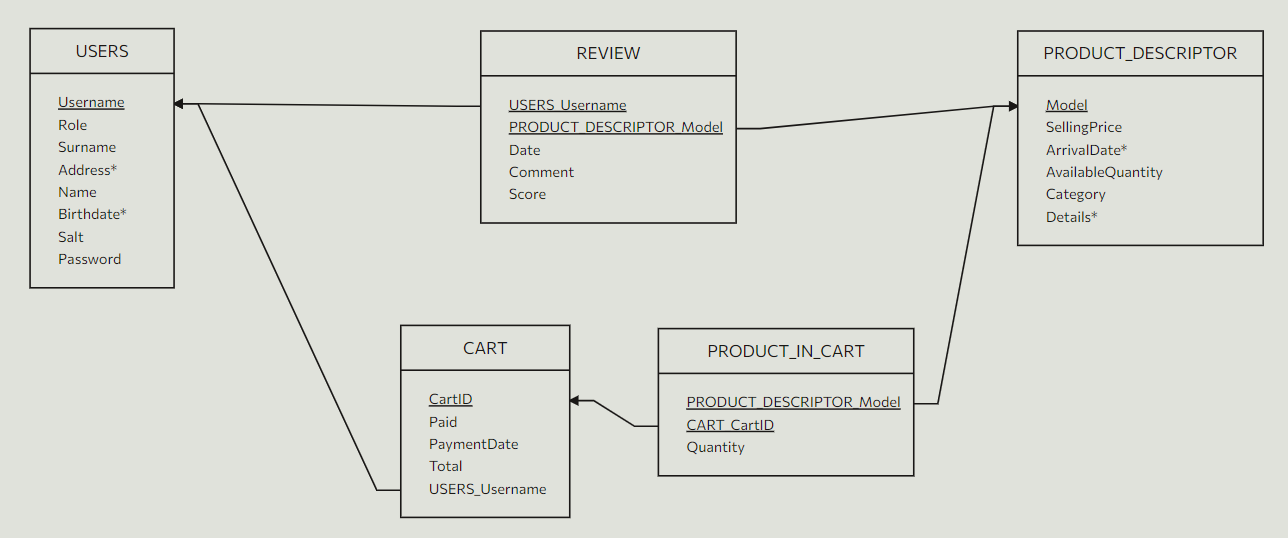 USERS
Username
Role
Surname
Address*
Name
Birthdate*
Salt
Password
REVIEW
USERS_Username
PRODUCT_DESCRIPTOR_Model
Date
Comment
Score
PRODUCT_DESCRIPTOR
Model
SellingPrice
ArrivalDate*
AvailableQuantity
Category
Details*
CART
CartID
Paid
PaymentDate
Total
USERS_Username
PRODUCT_IN_CART
PRODUCT_DESCRIPTOR_Model
CART_CartID
Quantity